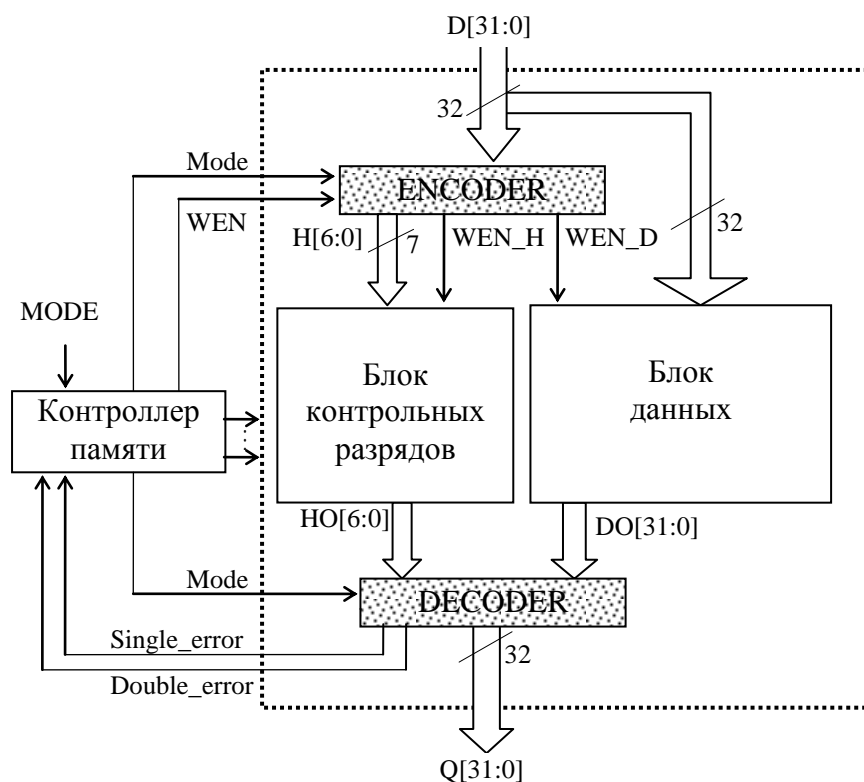 D[31:0]
32
Mode
ENCODER
WEN
H[6:0]
7
WEN_H
WEN_D
32
MODE
Контроллер
памяти
Блок
контрольных
разрядов
Блок
данных
HO[6:0]
DO[31:0]
Mode
DECODER
Single_error
32
Double_error
Q[31:0]